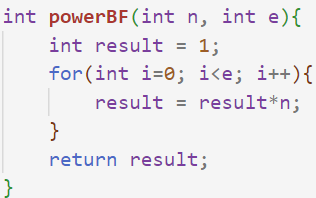 int powerBF(int n, int e){
    int result = 1;
    for(int i=0; i<e; i++){
        result = result*n;
    }
    return result;
}